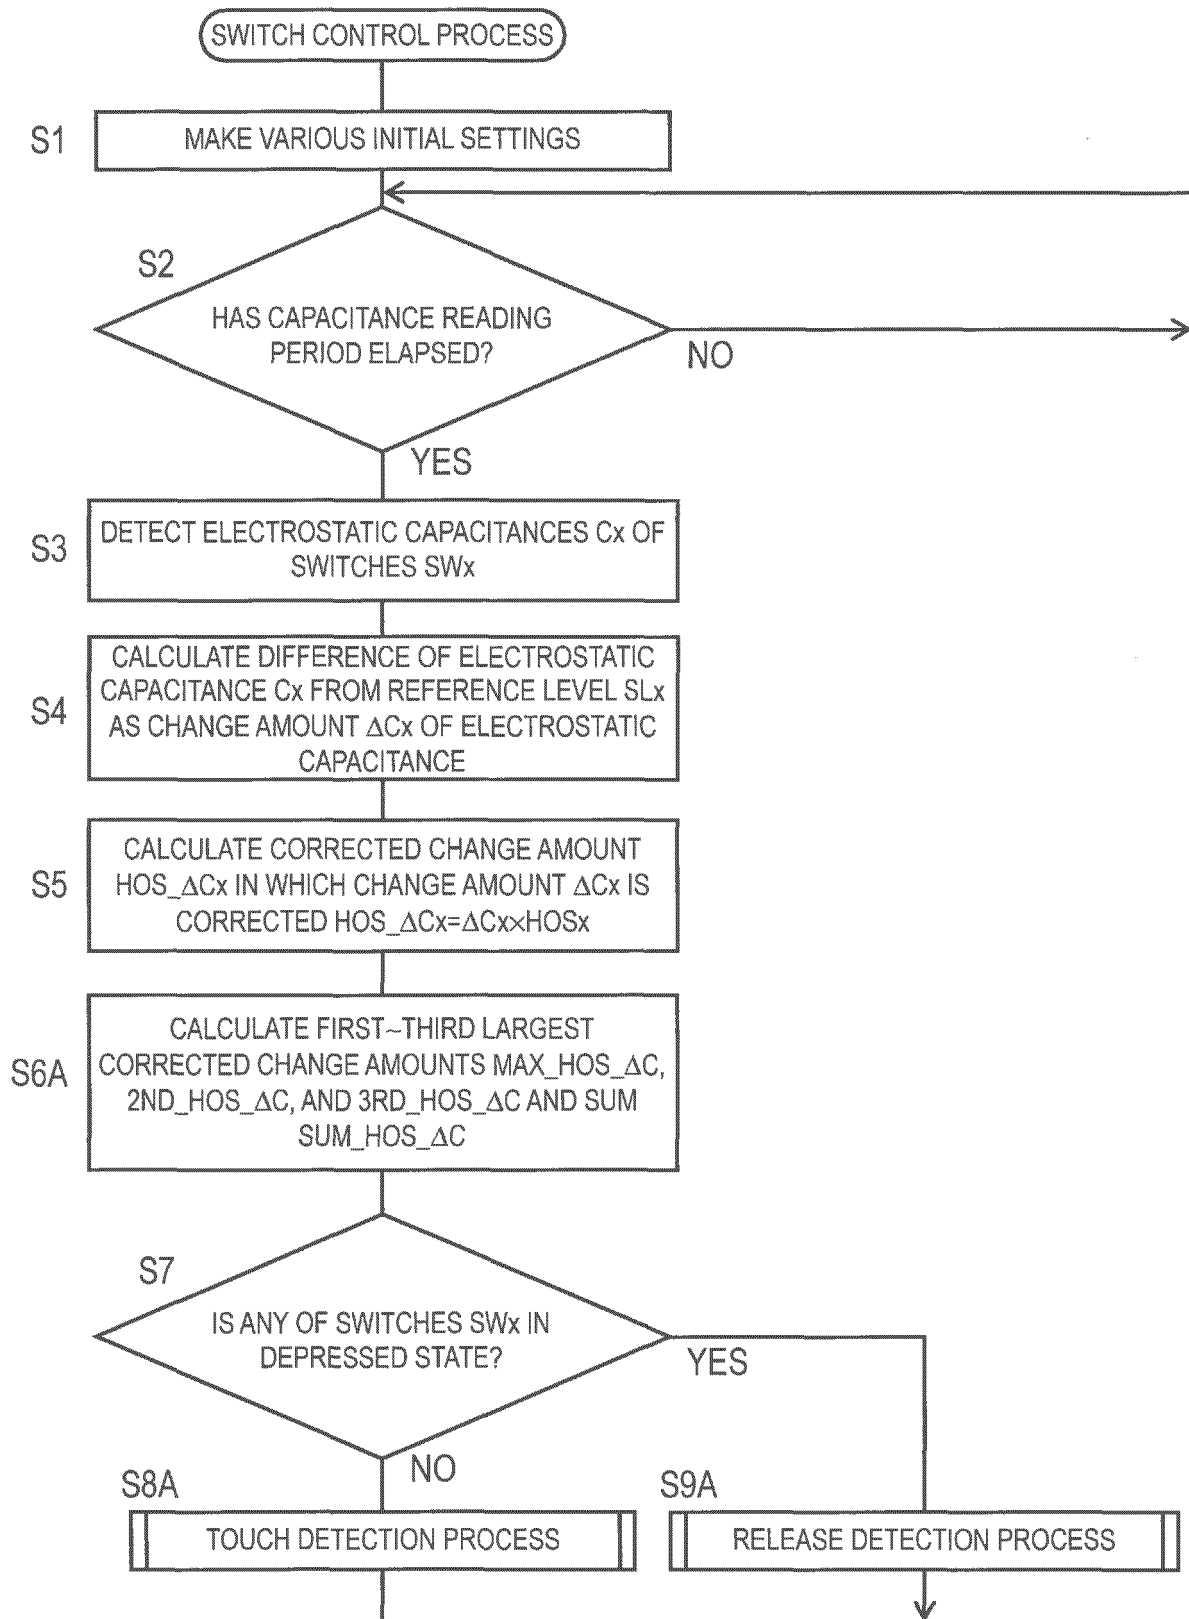 SWITCH CONTROL PROCESS
S1
MAKE VARIOUS INITIAL SETTINGS
S2
HAS CAPACITANCE READING
PERIOD ELAPSED?
NO
YES
S3
DETECT ELECTROSTATIC CAPACITANCES Cx OF
SWITCHES SWx
S4
CALCULATE DIFFERENCE OF ELECTROSTATIC
CAPACITANCE Cx FROM REFERENCE LEVEL SLx
AS CHANGE AMOUNT ΔCx OF ELECTROSTATIC
CAPACITANCE
S5
CALCULATE CORRECTED CHANGE AMOUNT
HOS_ΔCx IN WHICH CHANGE AMOUNT ΔCx IS
CORRECTED HOS_ΔCx=ΔCx×HOSx
S6A
CALCULATE FIRST~THIRD LARGEST
CORRECTED CHANGE AMOUNTS MAX_HOS_ΔC,
2ND_HOS_ΔC, AND 3RD_HOS_ΔC AND SUM
SUM_HOS_ΔC
S7
IS ANY OF SWITCHES SWx IN
DEPRESSED STATE?
YES
NO
S8A
TOUCH DETECTION PROCESS
S9A
RELEASE DETECTION PROCESS